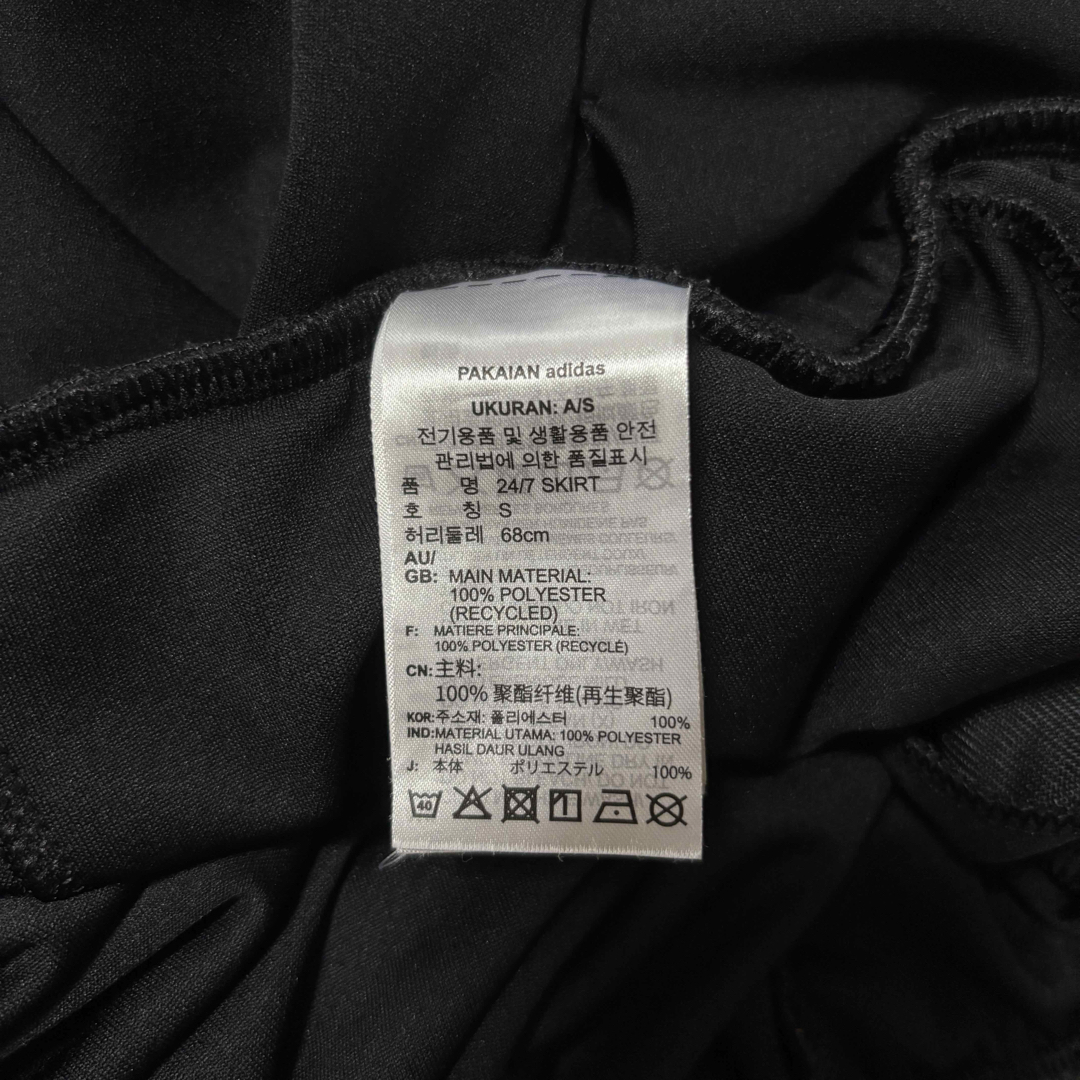 PAKAIAN adidas
UKURAN: A/S
전기용품 및 생활용품 안전
관리법에 의한 품질표시
품 명 24/7 SKIRT
호 칭 S
허리둘레 68cm
AU/
GB: MAIN MATERIAL:
100% POLYESTER
(RECYCLED)
F: MATIERE PRINCIPALE:
100% POLYESTER (RECYCLÉ)
CN: 主料:
100% 聚酯纤维(再生聚酯)
KOR: 주소재: 폴리에스터 100%
IND: MATERIAL UTAMA: 100% POLYESTER
HASIL DAUR ULANG
J: 本体 ポリエステル 100%
40